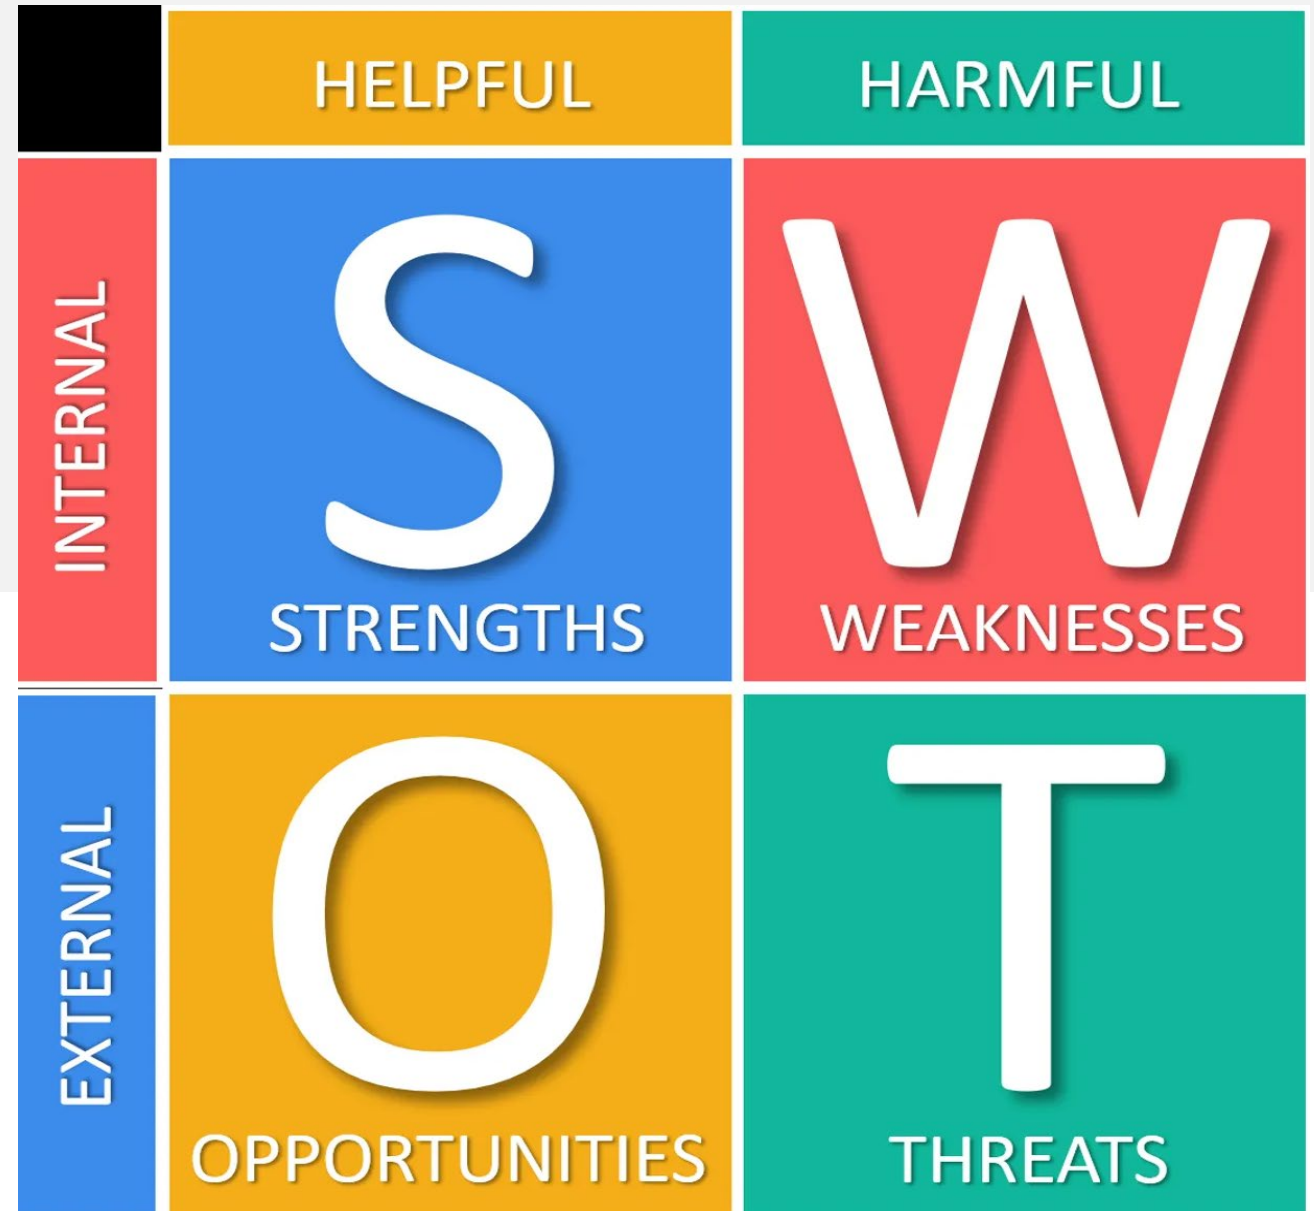 HELPFUL
HARMFUL
INTERNAL
S
STRENGTHS
W
WEAKNESSES
EXTERNAL
O
OPPORTUNITIES
T
THREATS